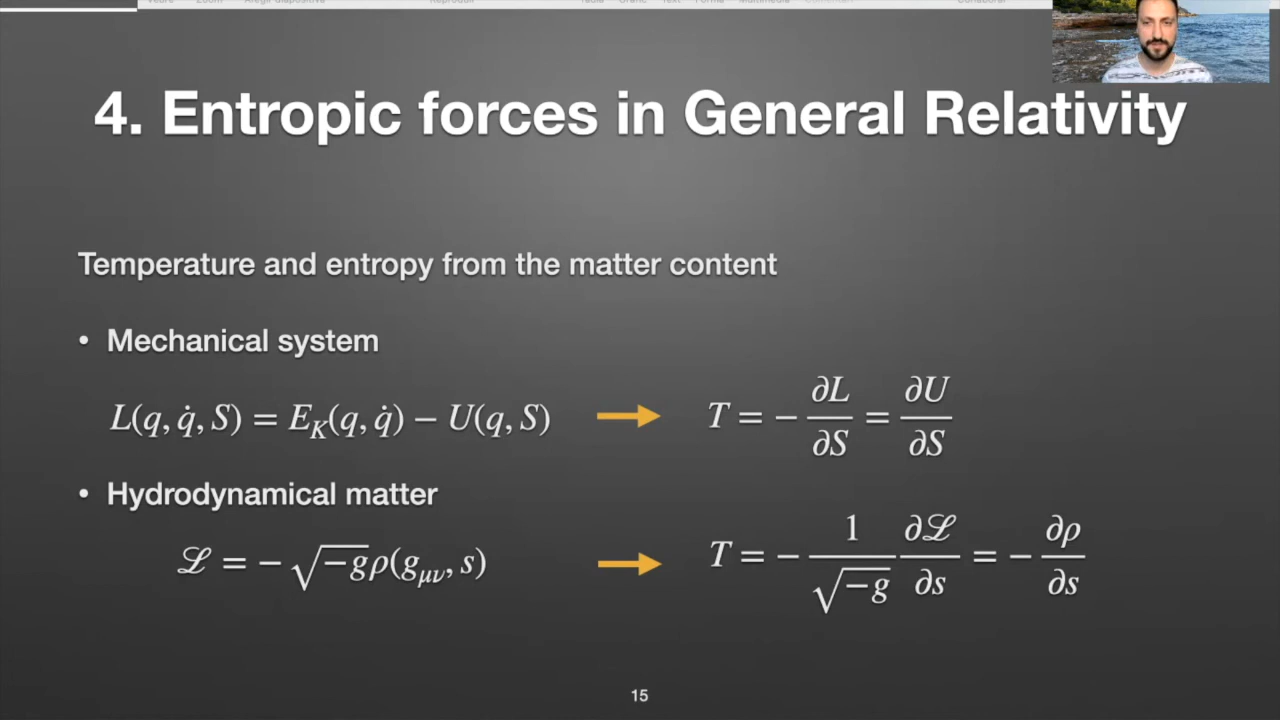 4. Entropic forces in General Relativity
Temperature and entropy from the matter content
• Mechanical system
L(q, q̇, S) = E_K(q, q̇) − U(q, S) → T = − ∂L/∂S = ∂U/∂S
• Hydrodynamical matter
ℒ = − √−g ρ(g_μν, s) → T = − 1/√−g ∂ℒ/∂s = − ∂ρ/∂s
15